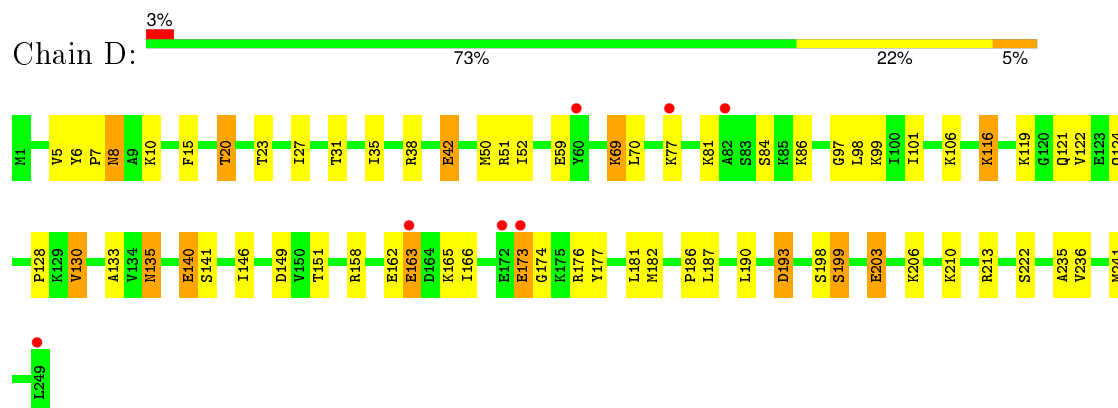 3%
Chain D:
73% 22% 5%
M1 V5 Y6 P7 N8 A9 K10 F15 T20 T23 I27 T31 I35 R38 E42 M50 R51 I52 E59 Y60 K69 L70 K77 K81 A82 S83 S84 K85 K86 G97 L98 K99 I100 I101 K106 K116 K119 G120 Q121 V122 E123
P128 K129 V130 A133 V134 N135 E140 S141 I146 D149 V150 T151 R158 E162 E163 D164 K165 I166 E172 E173 G174 K175 R176 Y177 L181 M182 P186 L187 L190 D193 S198 S199 E203 K206 K210 R213 S222 A235 V236
L249